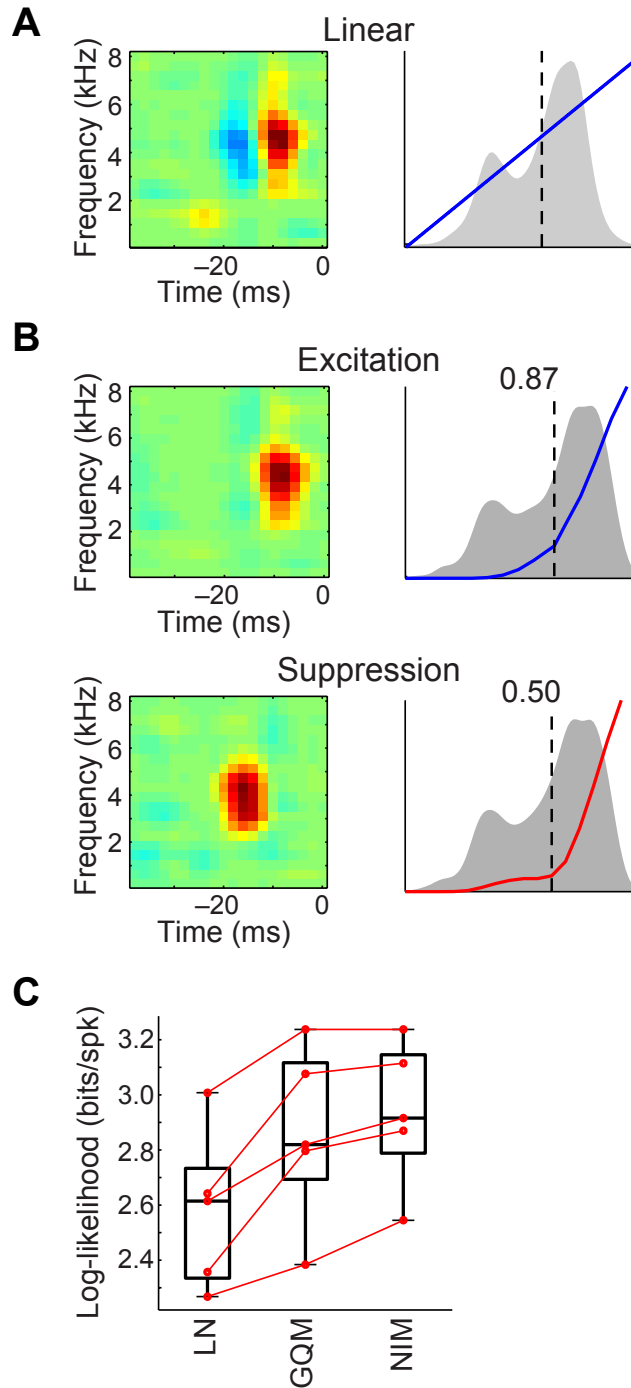 A
Linear
Frequency (kHz)
8
6
4
2
−20
0
Time (ms)
B
Excitation
Frequency (kHz)
8
6
4
2
−20
0
Time (ms)
0.87
Suppression
Frequency (kHz)
8
6
4
2
−20
0
Time (ms)
0.50
C
Log-likelihood (bits/spk)
3.2
3.0
2.8
2.6
2.4
LN
GQM
NIM